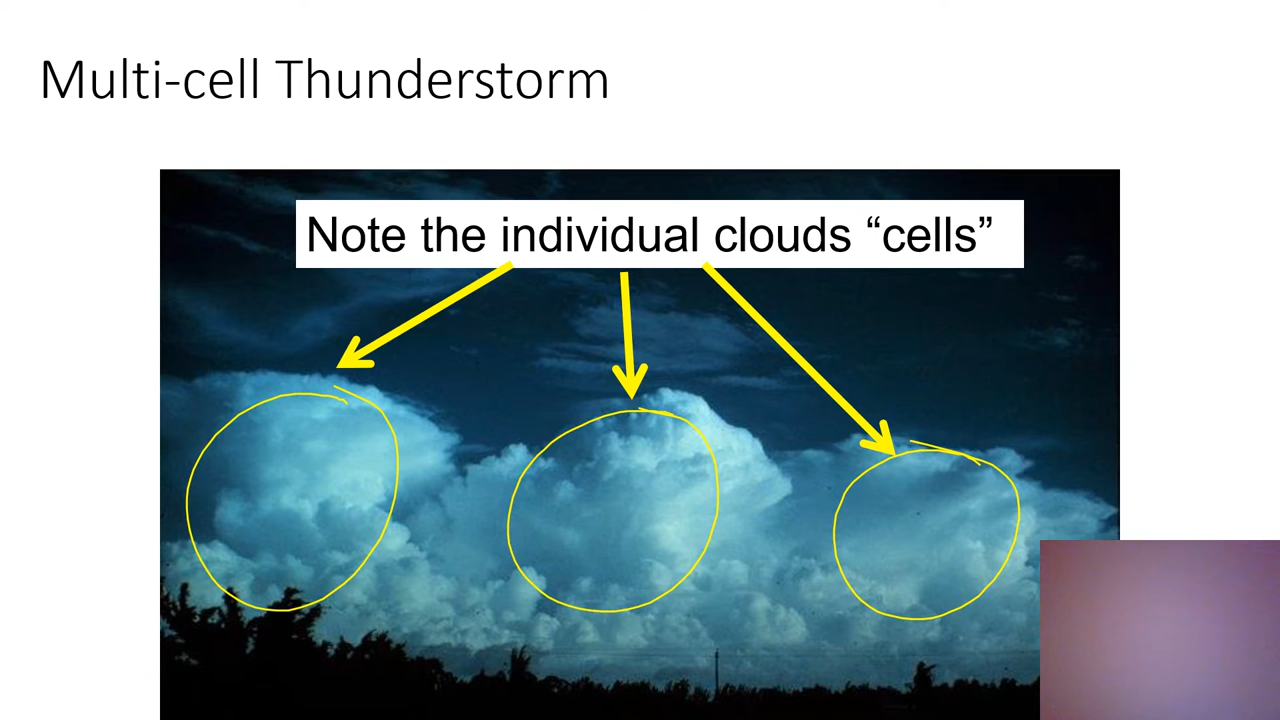 Multi-cell Thunderstorm
Note the individual clouds “cells”